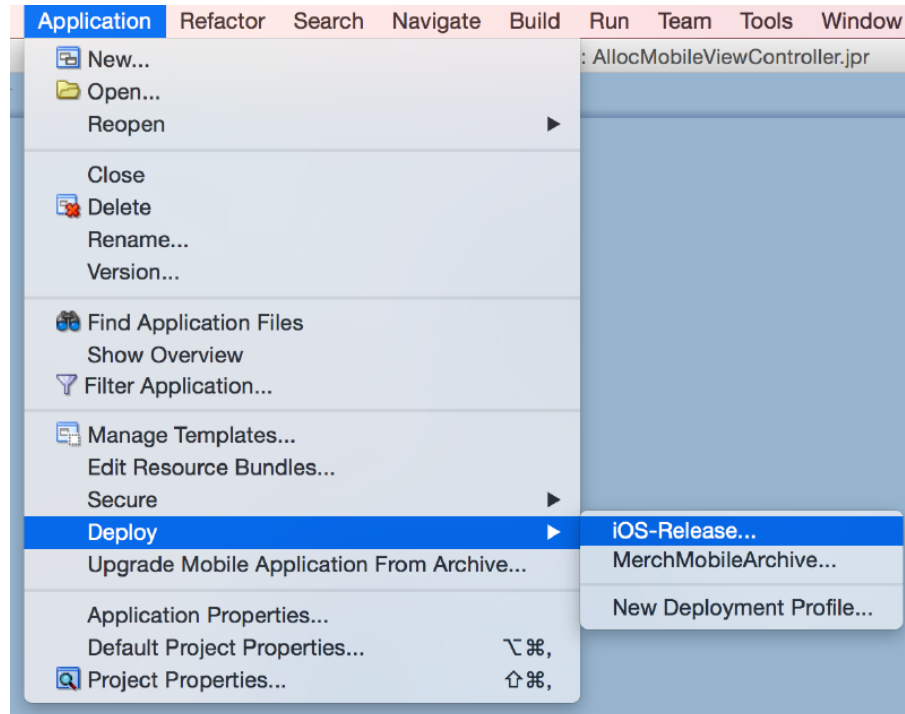 Application Refactor Search Navigate Build Run Team Tools Window
: AllocMobileViewController.jpr
New...
Open...
Reopen
Close
Delete
Rename...
Version...
Find Application Files
Show Overview
Filter Application...
Manage Templates...
Edit Resource Bundles...
Secure
Deploy
iOS-Release...
MerchMobileArchive...
New Deployment Profile...
Upgrade Mobile Application From Archive...
Application Properties...
Default Project Properties... ⌥⌘,
Project Properties... ⇧⌘,